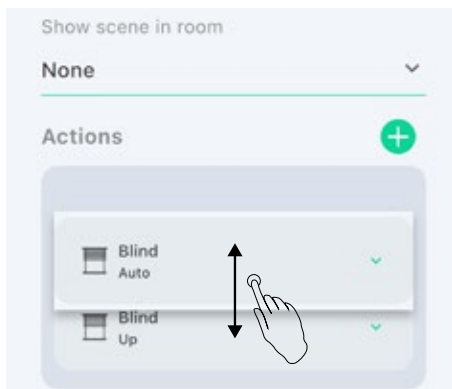 Show scene in room
None
Actions
Blind
Auto
Blind
Up